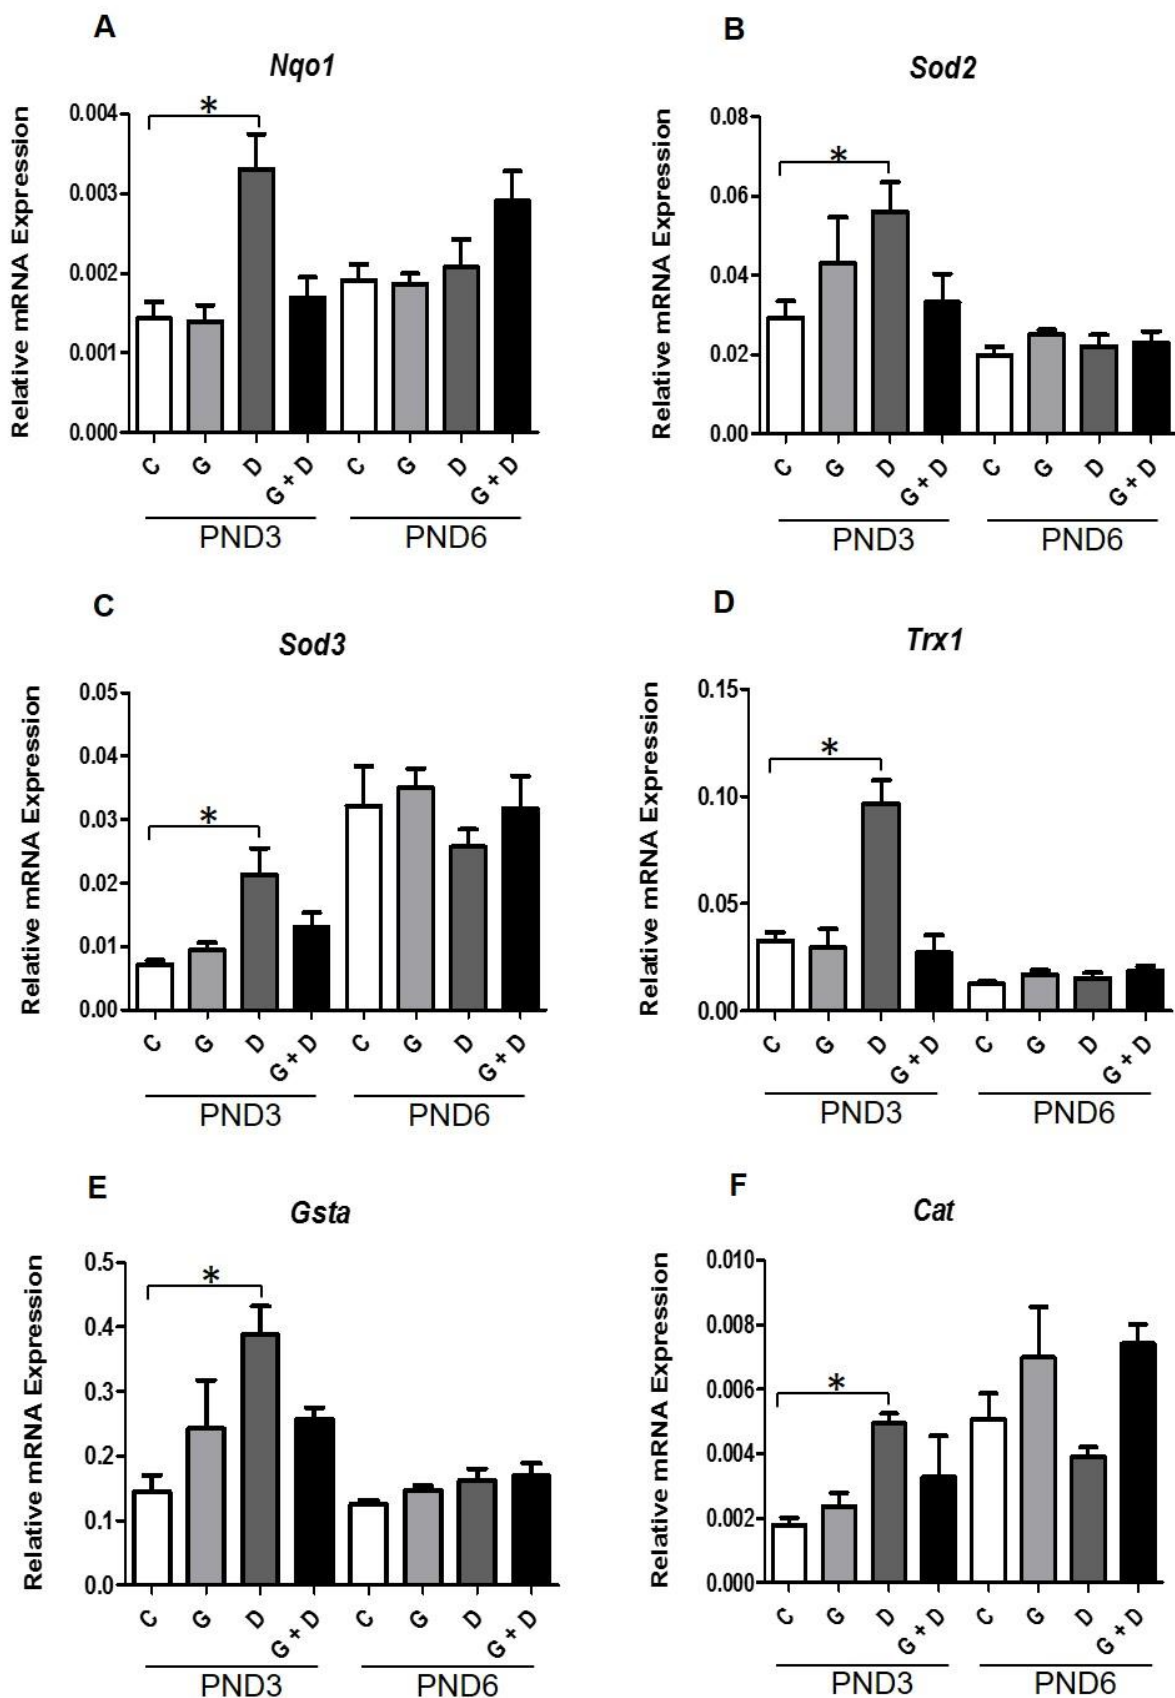 A
Nqo1
Relative mRNA Expression
0.004
0.003
0.002
0.001
0.000
*
C G D G + D C G D G + D
PND3 PND6
B
Sod2
Relative mRNA Expression
0.08
0.06
0.04
0.02
0.00
*
C G D G + D C G D G + D
PND3 PND6
C
Sod3
Relative mRNA Expression
0.05
0.04
0.03
0.02
0.01
0.00
*
C G D G + D C G D G + D
PND3 PND6
D
Trx1
Relative mRNA Expression
0.15
0.10
0.05
0.00
*
C G D G + D C G D G + D
PND3 PND6
E
Gsta
Relative mRNA Expression
0.5
0.4
0.3
0.2
0.1
0.0
*
C G D G + D C G D G + D
PND3 PND6
F
Cat
Relative mRNA Expression
0.010
0.008
0.006
0.004
0.002
0.000
*
C G D G + D C G D G + D
PND3 PND6